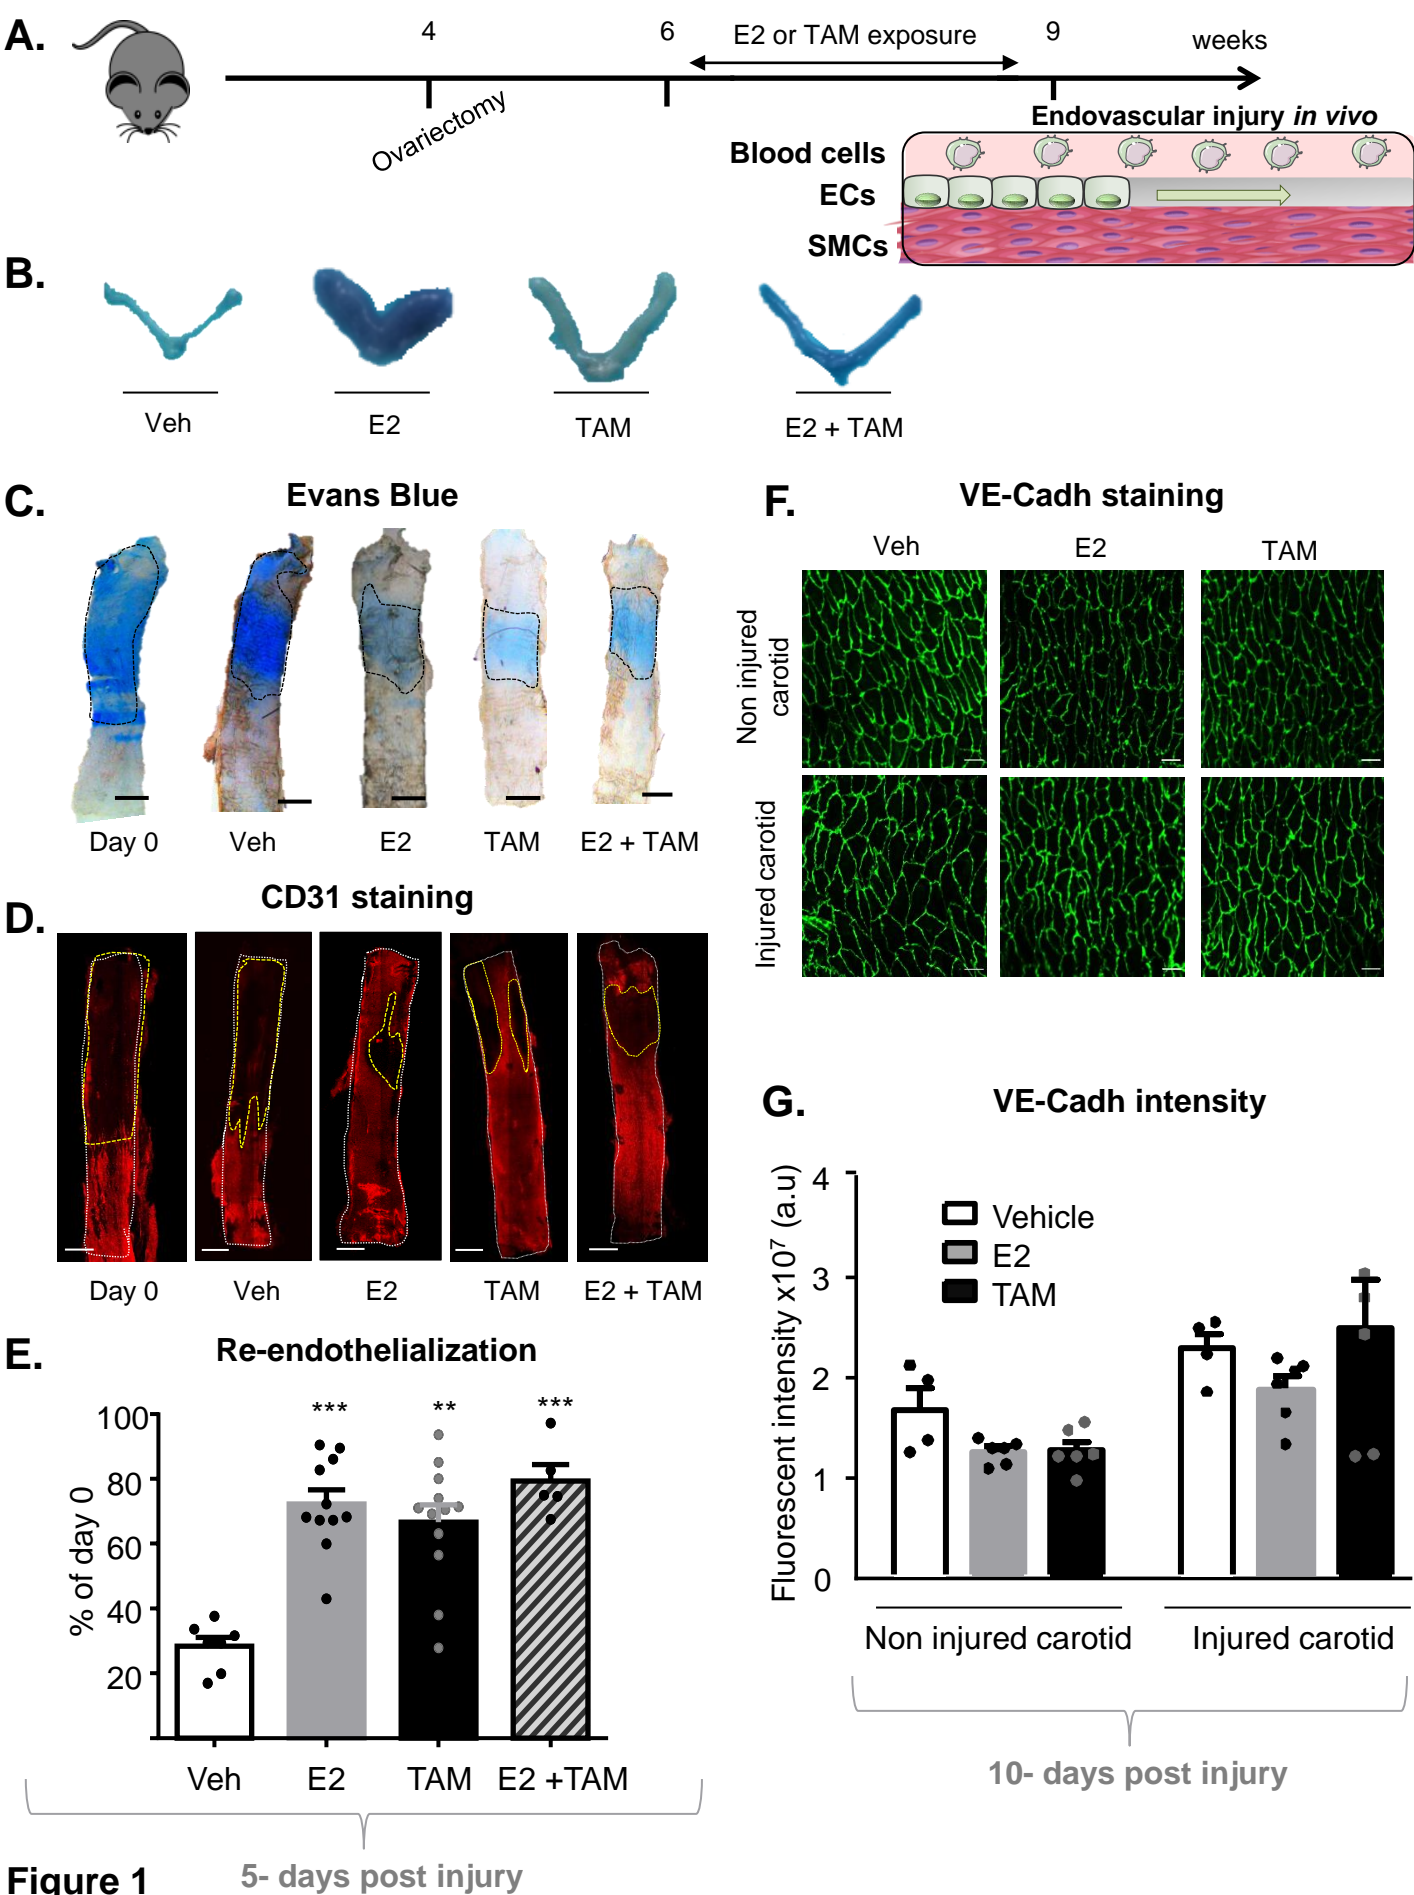 A.
4
6
E2 or TAM exposure
9
weeks
Ovariectomy
Endovascular injury in vivo
Blood cells
ECs
SMCs
B.
Veh
E2
TAM
E2 + TAM
C.
Evans Blue
Day 0
Veh
E2
TAM
E2 + TAM
D.
CD31 staining
Day 0
Veh
E2
TAM
E2 + TAM
E.
Re-endothelialization
% of day 0
100
80
60
40
20
***
**
***
Veh
E2
TAM
E2 +TAM
5- days post injury
F.
VE-Cadh staining
Veh
E2
TAM
Non injured
carotid
Injured carotid
G.
VE-Cadh intensity
Fluorescent intensity x10⁷ (a.u)
4
3
2
1
0
Vehicle
E2
TAM
Non injured carotid
Injured carotid
10- days post injury
Figure 1